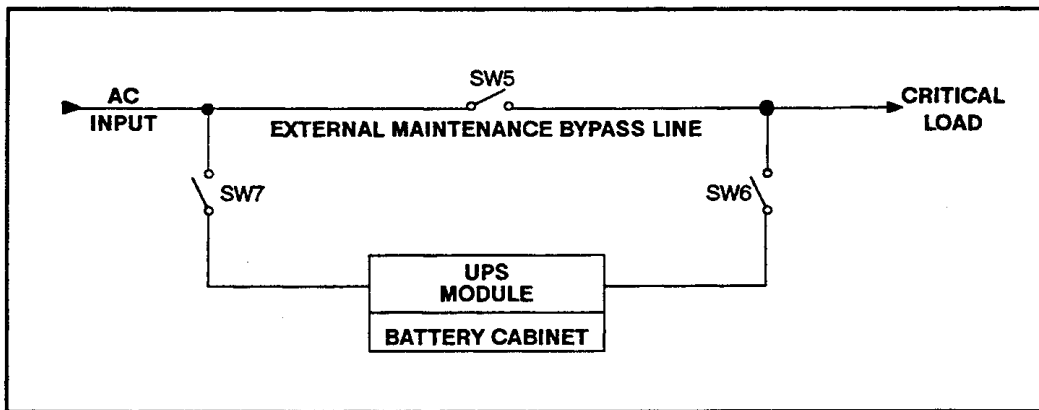 SW5
AC
INPUT
EXTERNAL MAINTENANCE BYPASS LINE
CRITICAL
LOAD
SW7
SW6
UPS
MODULE
BATTERY CABINET